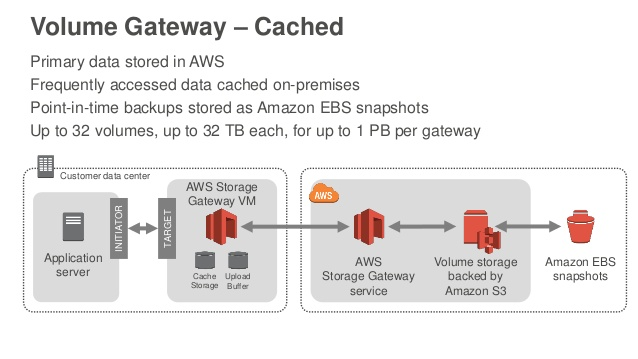 Volume Gateway – Cached
Primary data stored in AWS
Frequently accessed data cached on-premises
Point-in-time backups stored as Amazon EBS snapshots
Up to 32 volumes, up to 32 TB each, for up to 1 PB per gateway
Customer data center
Application
server
INITIATOR
TARGET
AWS Storage
Gateway VM
Cache
Storage
Upload
Buffer
AWS
AWS
Storage Gateway
service
Volume storage
backed by
Amazon S3
Amazon EBS
snapshots